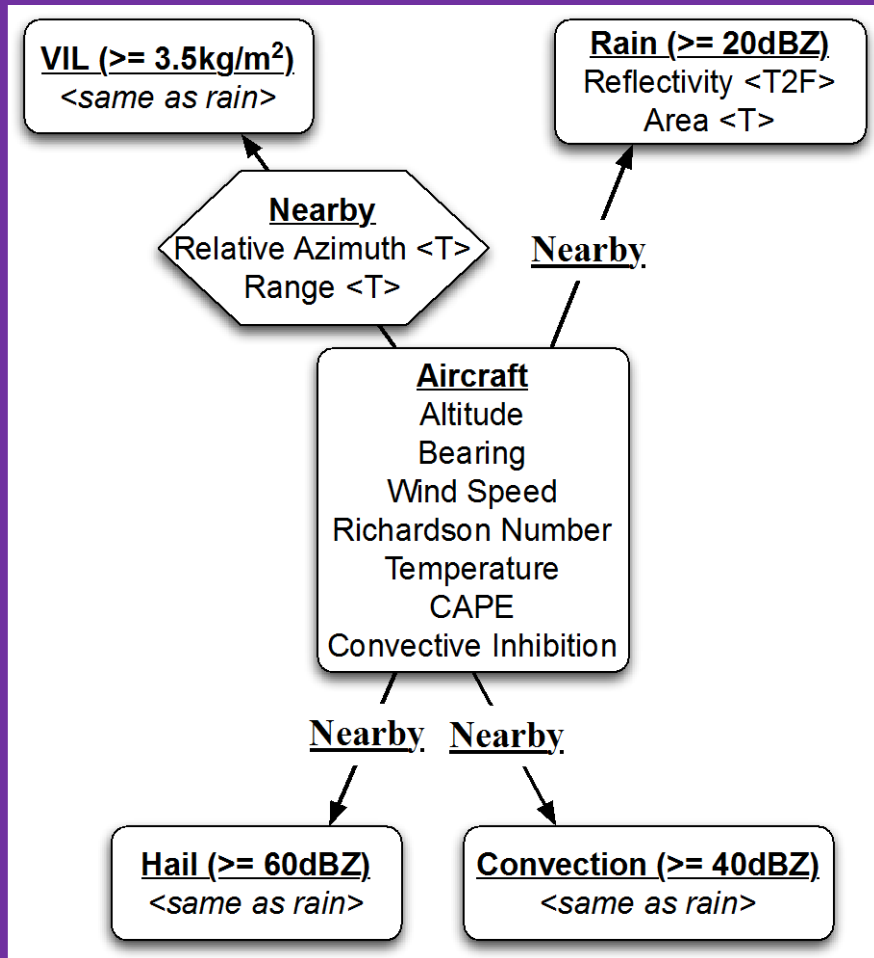 VIL (>= 3.5kg/m²)
<same as rain>
Rain (>= 20dBZ)
Reflectivity <T2F>
Area <T>
Nearby
Relative Azimuth <T>
Range <T>
Nearby
Aircraft
Altitude
Bearing
Wind Speed
Richardson Number
Temperature
CAPE
Convective Inhibition
Nearby
Nearby
Hail (>= 60dBZ)
<same as rain>
Convection (>= 40dBZ)
<same as rain>